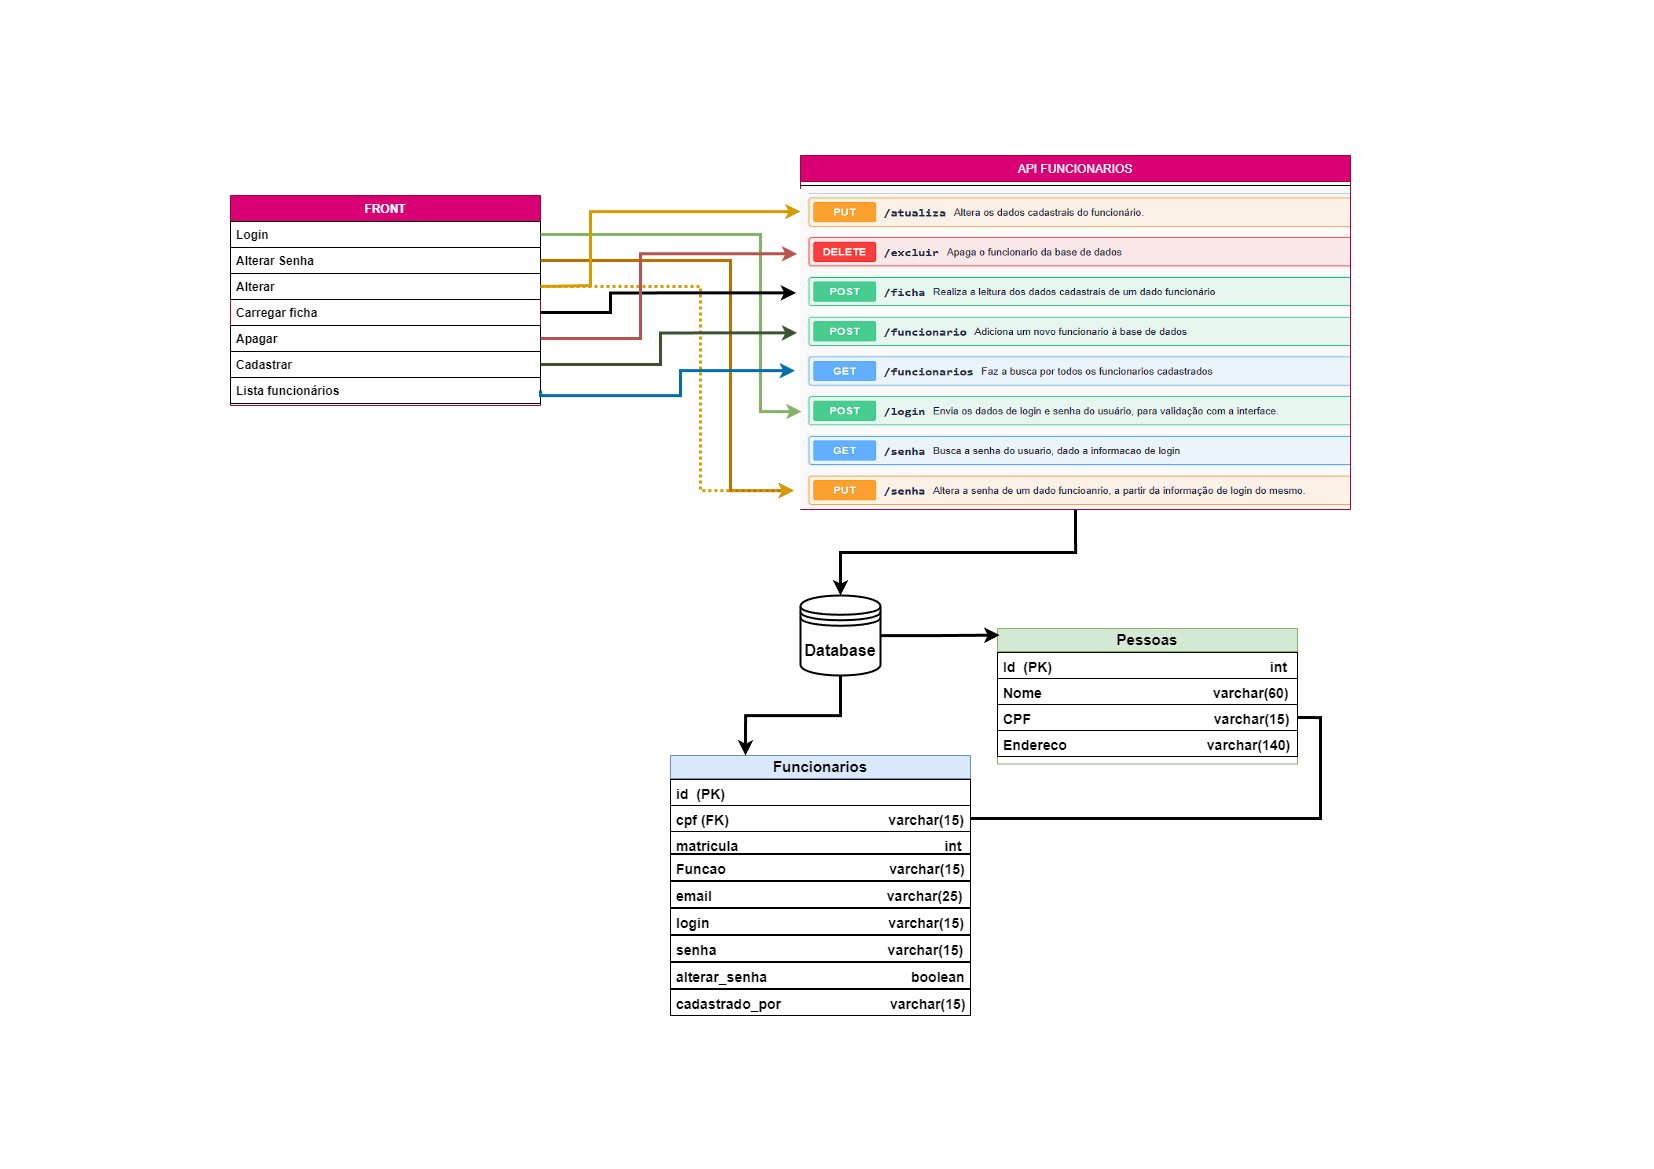 API FUNCIONARIOS
FRONT
Login
Alterar Senha
Alterar
Carregar ficha
Apagar
Cadastrar
Lista funcionários
PUT /atualiza Altera os dados cadastrais do funcionário.
DELETE /excluir Apaga o funcionario da base de dados
POST /ficha Realiza a leitura dos dados cadastrais de um dado funcionário
POST /funcionario Adiciona um novo funcionario à base de dados
GET /funcionarios Faz a busca por todos os funcionarios cadastrados
POST /login Envia os dados de login e senha do usuário, para validação com a interface.
GET /senha Busca a senha do usuario, dado a informacao de login
PUT /senha Altera a senha de um dado funcioanrio, a partir da informação de login do mesmo.
Database
Pessoas
Id (PK) int
Nome varchar(60)
CPF varchar(15)
Endereco varchar(140)
Funcionarios
id (PK)
cpf (FK) varchar(15)
matricula int
Funcao varchar(15)
email varchar(25)
login varchar(15)
senha varchar(15)
alterar_senha boolean
cadastrado_por varchar(15)